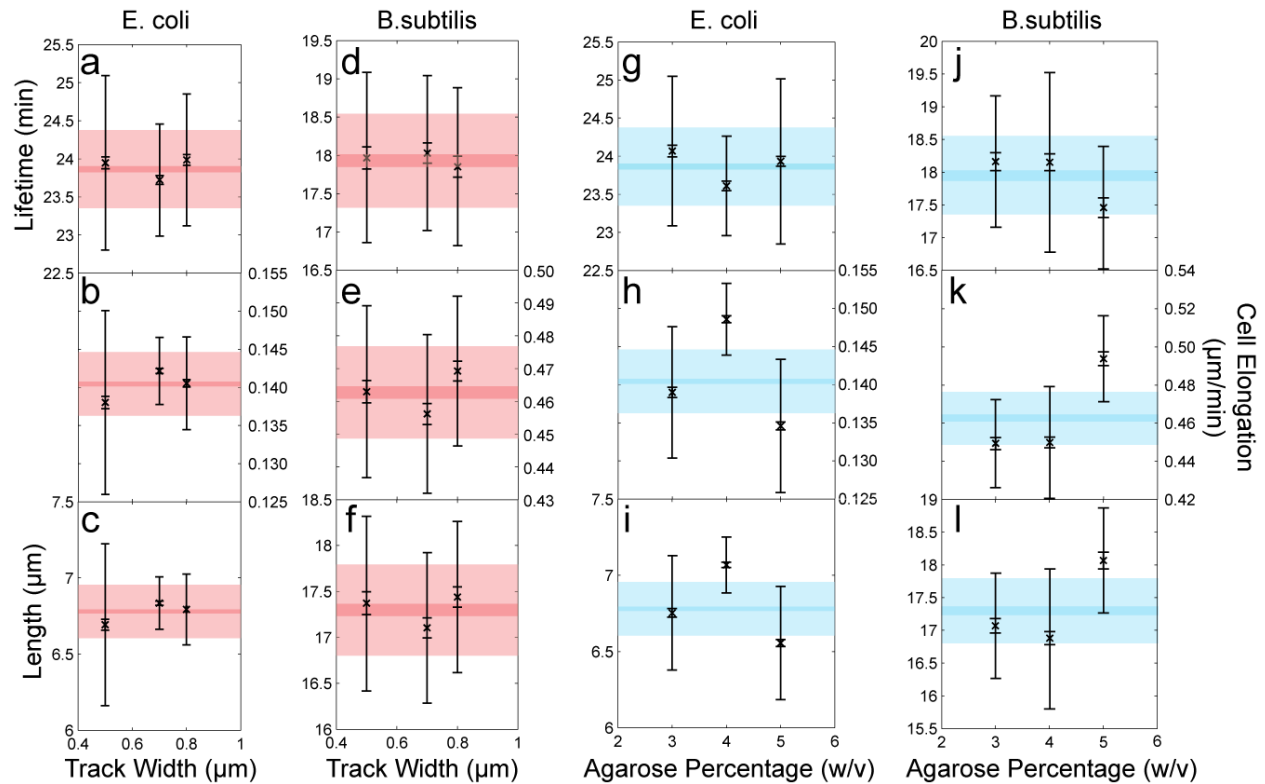 E. coli B.subtilis E. coli B.subtilis
25.5 19.5 25.5 20
a d g j
25 19 25 19.5
24.5 18.5 24.5 19
18.5
24 18 24 18
23.5 17.5 23.5 17.5
23 17 23 17
22.5 0.155 16.5 0.50 22.5 0.155 16.5 0.54
Lifetime (min)
b e h k
0.150 0.49 0.150 0.52
0.48
0.145 0.47 0.145 0.50
0.140 0.46 0.140 0.48
0.135 0.45 0.135 0.46
0.44
0.130 0.130 0.44
7.5 0.125 18.5 0.43 7.5 0.125 19 0.42
Cell Elongation
(µm/min)
c f i l
18 18.5
18
7 17.5 7 17.5
17 17
6.5 16.5 6.5 16.5
16
6 16 6 15.5
Length (µm)
0.4 0.6 0.8 1 0.4 0.6 0.8 1 2 3 4 5 6 2 3 4 5 6
Track Width (µm) Track Width (µm) Agarose Percentage (w/v) Agarose Percentage (w/v)